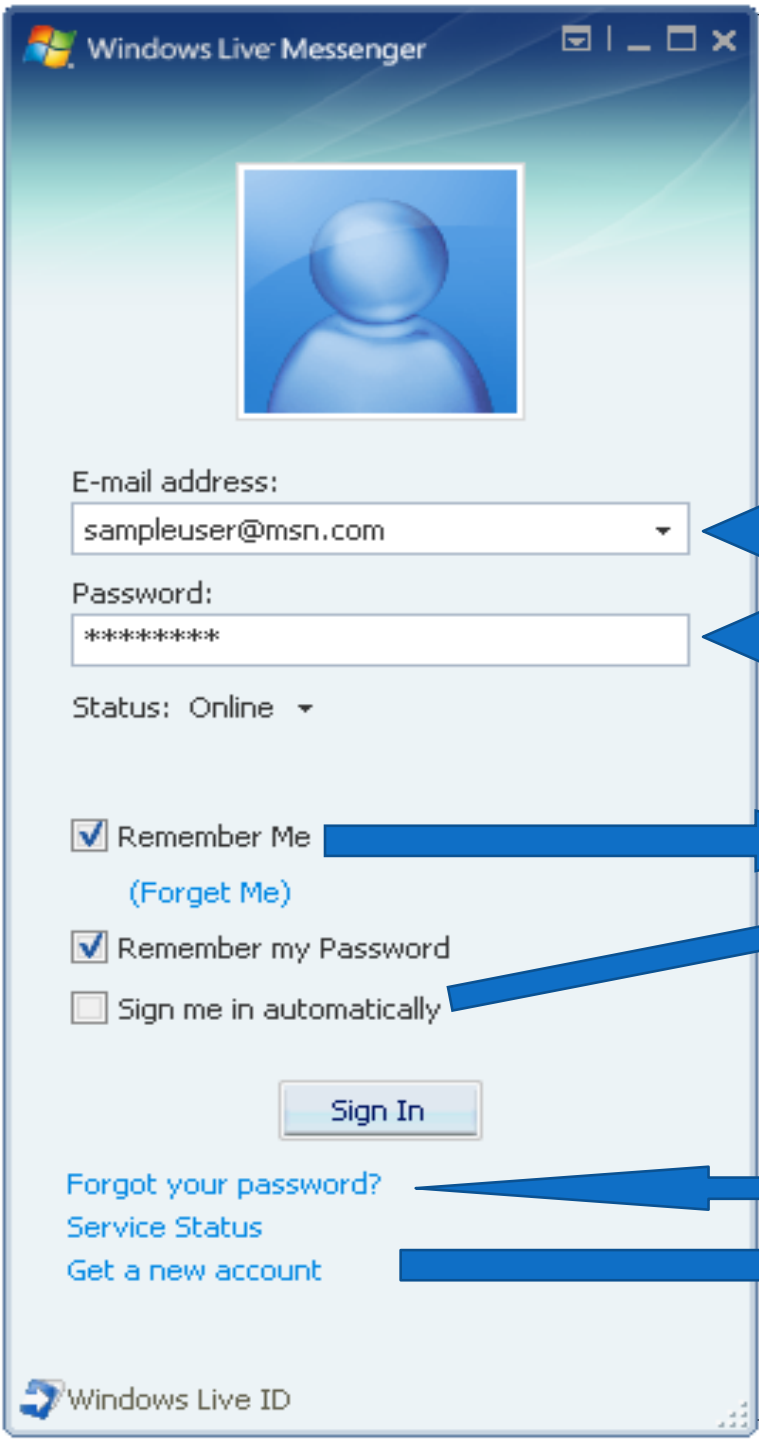 Windows Live Messenger
E-mail address:
sampleuser@msn.com
Password:
********
Status: Online
Remember Me
(Forget Me)
Remember my Password
Sign me in automatically
Sign In
Forgot your password?
Service Status
Get a new account
Windows Live ID